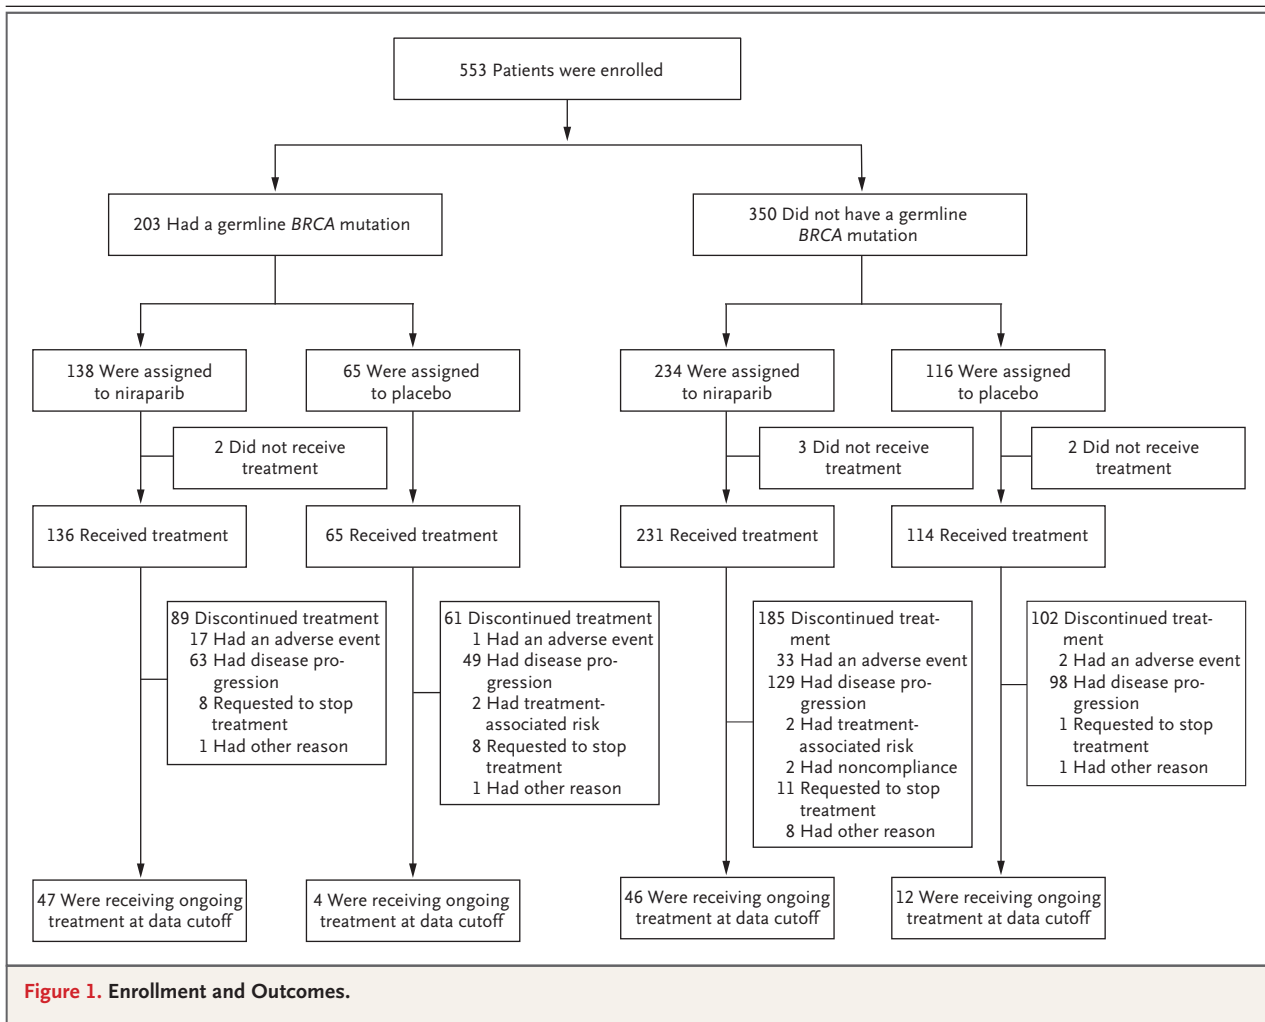 553 Patients were enrolled
203 Had a germline BRCA mutation
350 Did not have a germline
BRCA mutation
138 Were assigned
to niraparib
65 Were assigned
to placebo
234 Were assigned
to niraparib
116 Were assigned
to placebo
2 Did not receive
treatment
3 Did not receive
treatment
2 Did not receive
treatment
136 Received treatment
65 Received treatment
231 Received treatment
114 Received treatment
89 Discontinued treatment
17 Had an adverse event
63 Had disease pro-
gression
8 Requested to stop
treatment
1 Had other reason
61 Discontinued treatment
1 Had an adverse event
49 Had disease pro-
gression
2 Had treatment-
associated risk
8 Requested to stop
treatment
1 Had other reason
185 Discontinued treat-
ment
33 Had an adverse event
129 Had disease pro-
gression
2 Had treatment-
associated risk
2 Had noncompliance
11 Requested to stop
treatment
8 Had other reason
102 Discontinued treat-
ment
2 Had an adverse event
98 Had disease pro-
gression
1 Requested to stop
treatment
1 Had other reason
47 Were receiving ongoing
treatment at data cutoff
4 Were receiving ongoing
treatment at data cutoff
46 Were receiving ongoing
treatment at data cutoff
12 Were receiving ongoing
treatment at data cutoff
Figure 1. Enrollment and Outcomes.